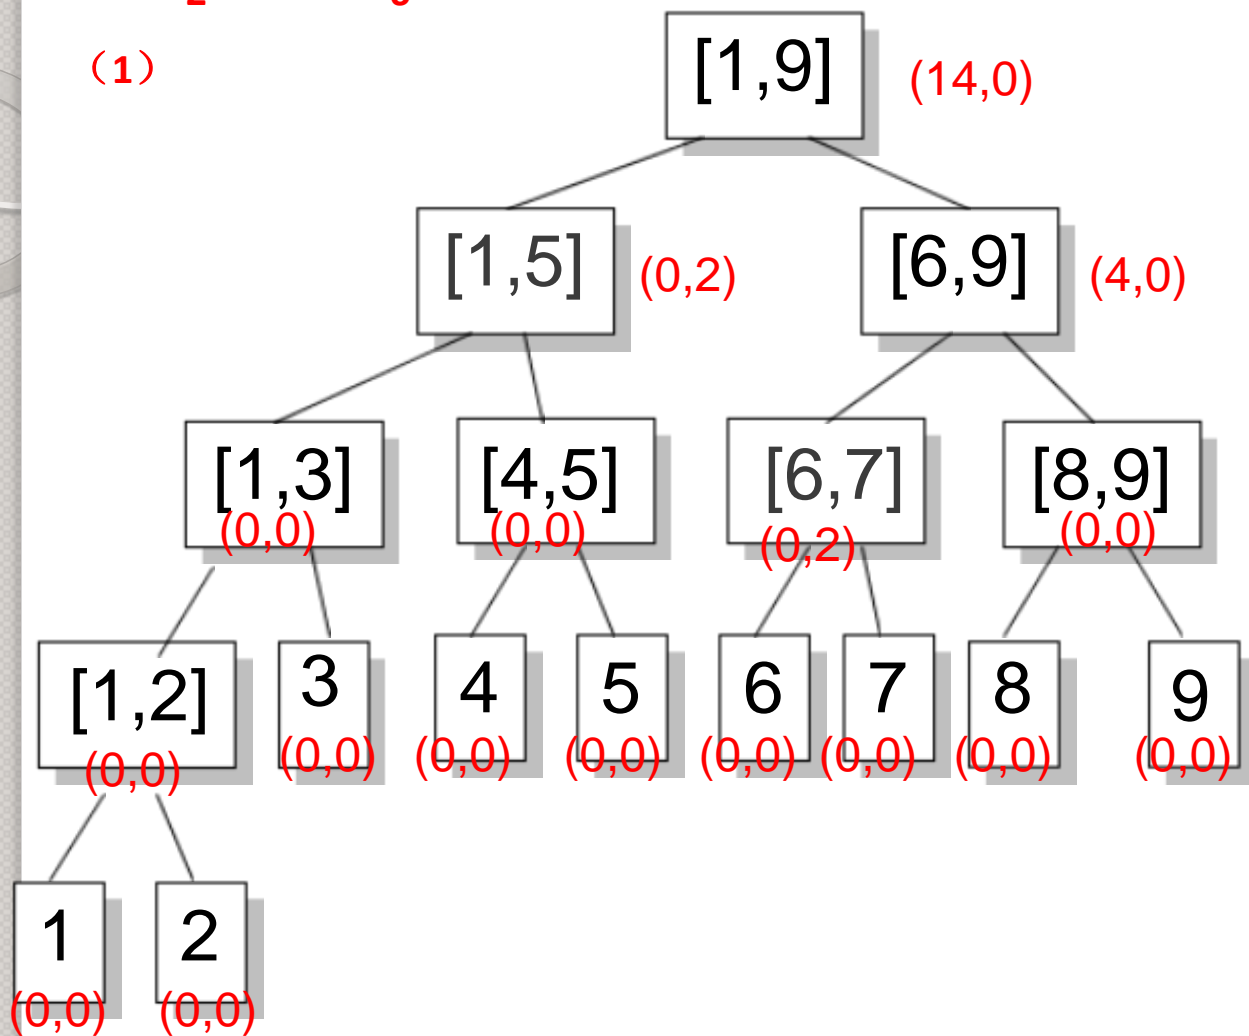 （1）
[1,9] (14,0)
[1,5] (0,2) [6,9] (4,0)
[1,3] [4,5] [6,7] [8,9]
(0,0) (0,0) (0,2) (0,0)
[1,2] 3 4 5 6 7 8 9
(0,0) (0,0) (0,0) (0,0) (0,0) (0,0) (0,0) (0,0)
1 2
(0,0) (0,0)